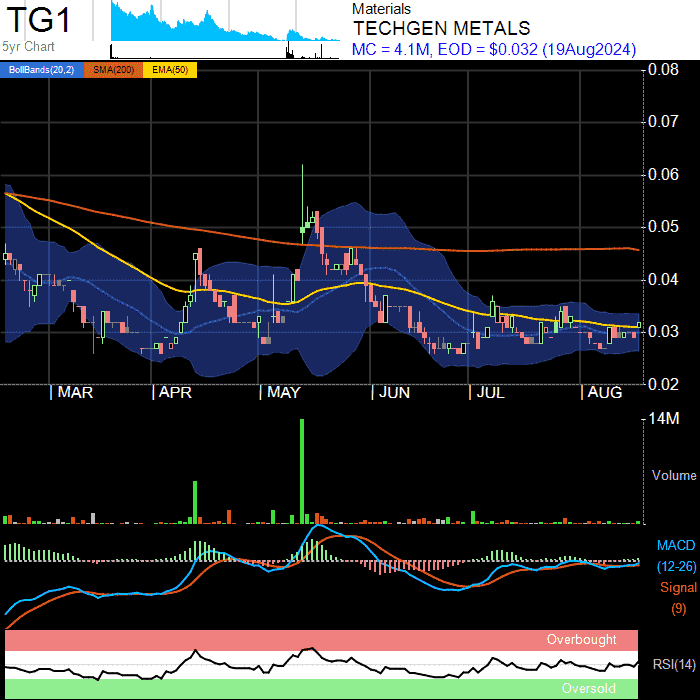 TG1
5yr Chart
Materials
TECHGEN METALS
MC = 4.1M, EOD = $0.032 (19Aug2024)
BollBands(20,2) SMA(200) EMA(50)
0.08
0.07
0.06
0.05
0.04
0.03
0.02
MAR APR MAY JUN JUL AUG
14M
Volume
MACD
(12-26)
Signal
(9)
Overbought
RSI(14)
Oversold